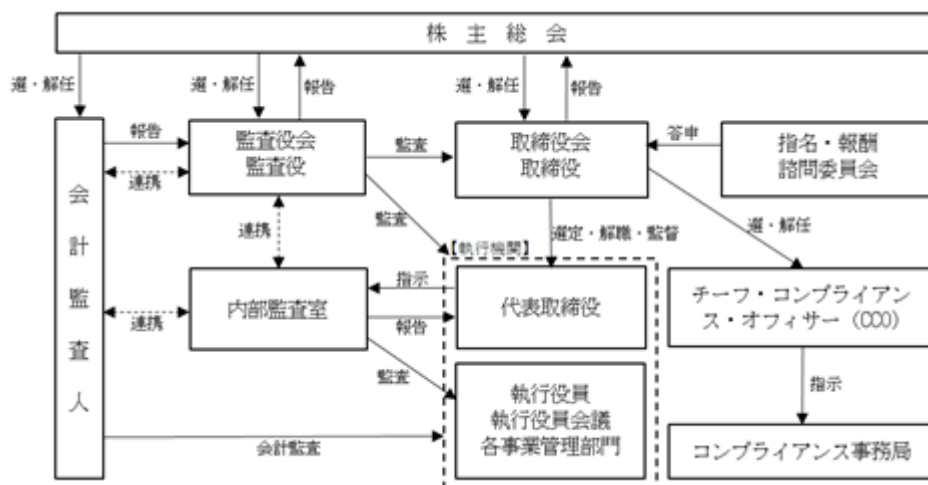 株主総会
選・解任
選・解任
報告
選・解任
報告
報告
監査役会
監査役
監査
取締役会
取締役
答申
指名・報酬
諮問委員会
連携
会計監査人
連携
監査
選定・解職・監督
選・解任
【執行機関】
内部監査室
指示
報告
代表取締役
チーフ・コンプライアン
ス・オフィサー（CCO）
連携
監査
執行役員
執行役員会議
各事業管理部門
指示
会計監査
コンプライアンス事務局